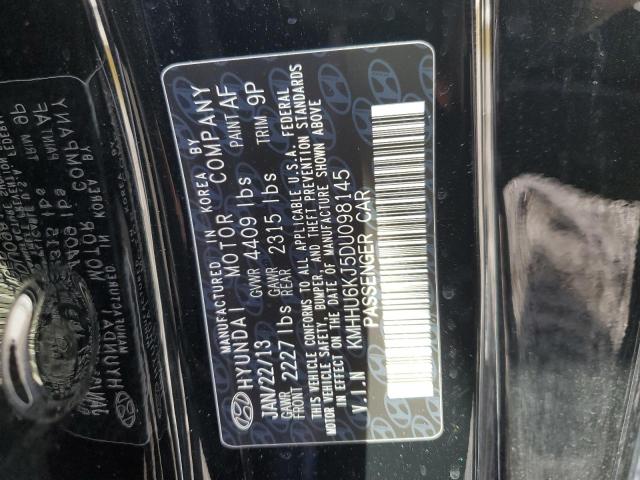 MANUFACTURED IN KOREA BY
HYUNDAI MOTOR COMPANY
JAN/22/13 GVWR 4409 lbs PAINT AF
GAWR FRONT 2227 lbs GAWR REAR 2315 lbs TRIM 9P
THIS VEHICLE CONFORMS TO ALL APPLICABLE U.S.A. FEDERAL
MOTOR VEHICLE SAFETY, BUMPER, AND THEFT PREVENTION STANDARDS
IN EFFECT ON THE DATE OF MANUFACTURE SHOWN ABOVE
V.I.N KMHHU6KJ5DU098145
PASSENGER CAR